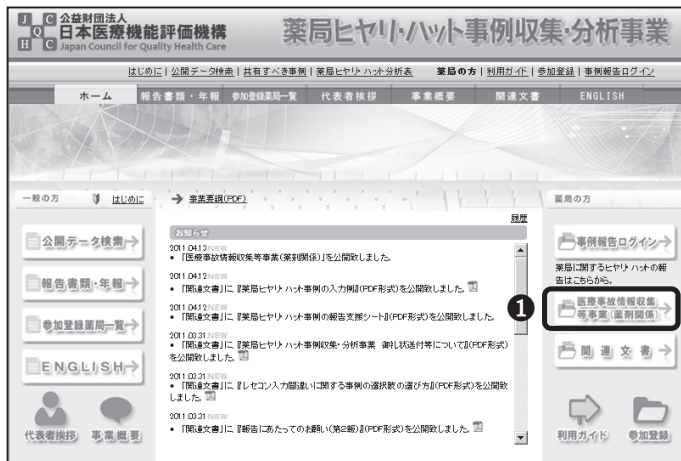 公益財団法人
日本医療機能評価機構
Japan Council for Quality Health Care
J Q
H C
薬局ヒヤリ・ハット事例収集・分析事業
はじめに | 公開データ検索 | 共有すべき事例 | 薬局ヒヤリ・ハット分析表 薬局の方 | 利用ガイド | 参加登録 | 事例報告ログイン
ホーム 報告書類・年報 参加登録薬局一覧 代表者挨拶 事業概要 関連文書 ENGLISH
一般の方 はじめに
事業要綱(PDF)
薬局の方
履歴
お知らせ
公開データ検索
報告書類・年報
参加登録薬局一覧
ENGLISH
代表者挨拶 事業概要
2011.04.13 NEW
• 「医療事故情報収集等事業(薬剤関係)」を公開致しました。
2011.04.12 NEW
• 「関連文書」に『薬局ヒヤリ・ハット事例の入力例』(PDF形式)を公開致しました。
2011.04.12 NEW
• 「関連文書」に『薬局ヒヤリ・ハット事例の報告支援シート』(PDF形式)を公開致しました。
2011.03.31 NEW
• 「関連文書」に『薬局ヒヤリ・ハット事例収集・分析事業 御礼状送付等について』(PDF形式)
を公開致しました。
2011.03.31 NEW
• 「関連文書」に『レセコン入力間違いに関する事例の選択肢の選び方』(PDF形式)を公開致
しました。
2011.03.31 NEW
• 「関連文書」に『報告にあたってのお願い(第2報)』(PDF形式)を公開致しました。
事例報告ログイン
薬局に関するヒヤリ・ハットの報
告はこちらから。
❶
医療事故情報収集
等事業(薬剤関係)
関連文書
利用ガイド 参加登録